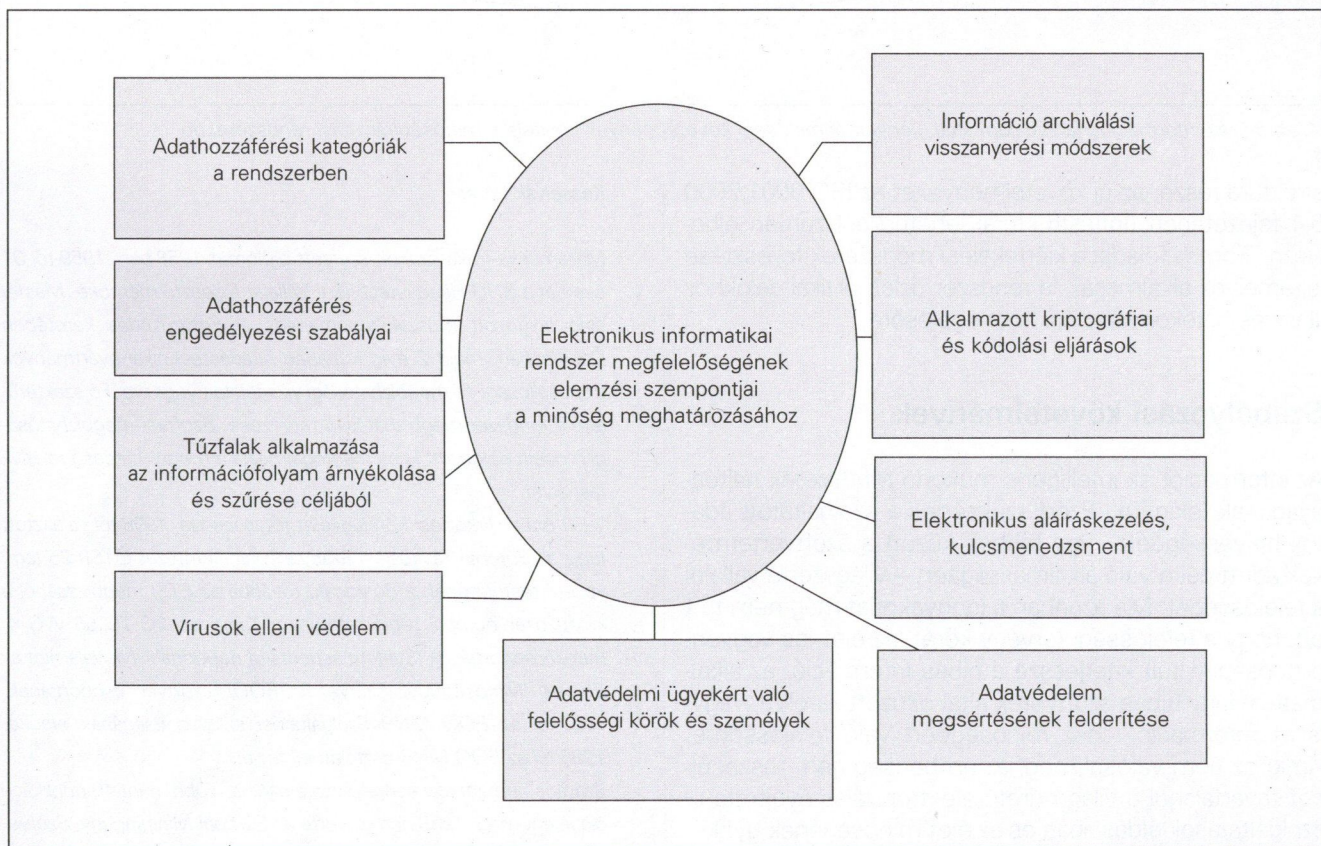 Adathozzáférési kategóriák
a rendszerben
Adathozzáférés
engedélyezési szabályai
Tűzfalak alkalmazása
az információfolyam árnyékolása
és szűrése céljából
Vírusok elleni védelem
Elektronikus informatikai
rendszer megfelelőségének
elemzési szempontjai
a minőség meghatározásához
Információ archiválási
visszanyerési módszerek
Alkalmazott kriptográfiai
és kódolási eljárások
Elektronikus aláíráskezelés,
kulcsmenedzsment
Adatvédelmi ügyekért való
felelősségi körök és személyek
Adatvédelem
megsértésének felderítése